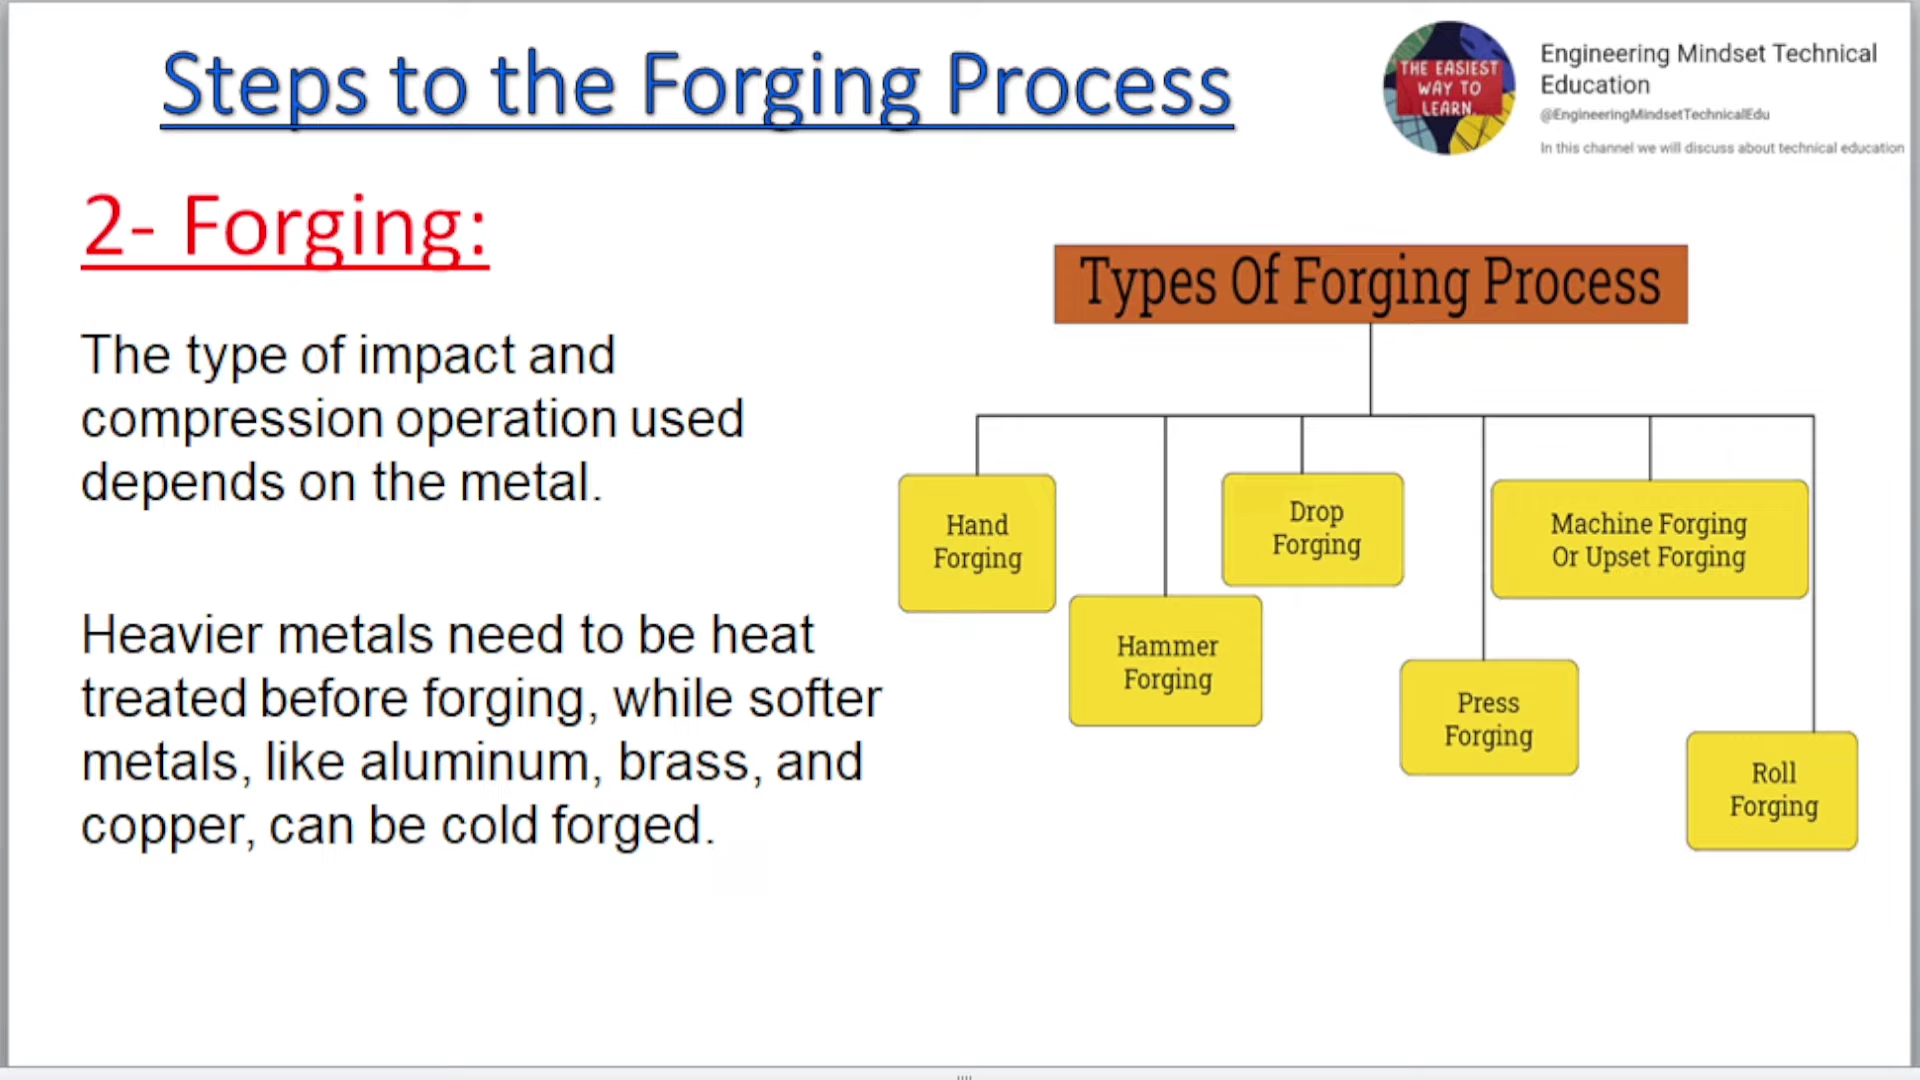 Steps to the Forging Process
THE EASIEST
WAY TO
LEARN.
Engineering Mindset Technical
Education
@EngineeringMindsetTechnicalEdu
In this channel we will discuss about technical education
2- Forging:
The type of impact and
compression operation used
depends on the metal.
Heavier metals need to be heat
treated before forging, while softer
metals, like aluminum, brass, and
copper, can be cold forged.
Types Of Forging Process
Hand
Forging
Hammer
Forging
Drop
Forging
Press
Forging
Machine Forging
Or Upset Forging
Roll
Forging